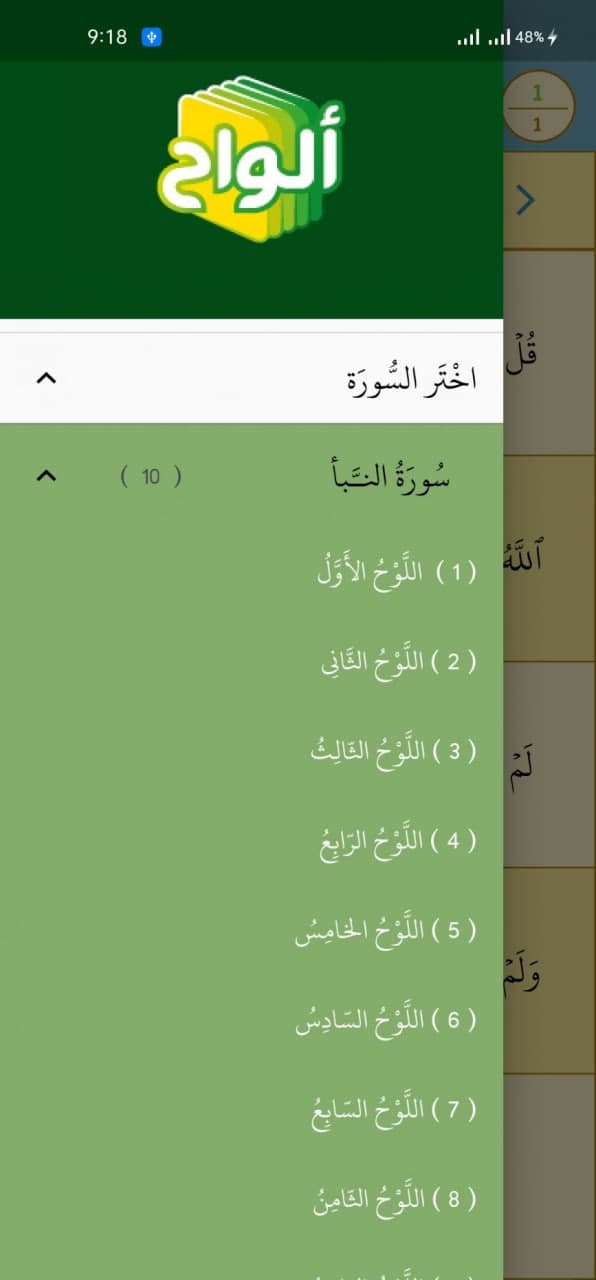 9:18
48%
ألواح
1
1
اخْتَر السُّورَة
سُورَةُ النَّبأ ( 10 )
( 1 ) اللَّوْحُ الأَوَّلُ
( 2 ) اللَّوْحُ الثَّانِى
( 3 ) اللَّوْحُ الثّالِثُ
( 4 ) اللَّوْحُ الرّابِعُ
( 5 ) اللَّوْحُ الخامِسُ
( 6 ) اللَّوْحُ السّادِسُ
( 7 ) اللَّوْحُ السّابِعُ
( 8 ) اللَّوْحُ الثّامِنُ
قُلْ
ٱللَّهُ
لَمْ
وَلَمْ